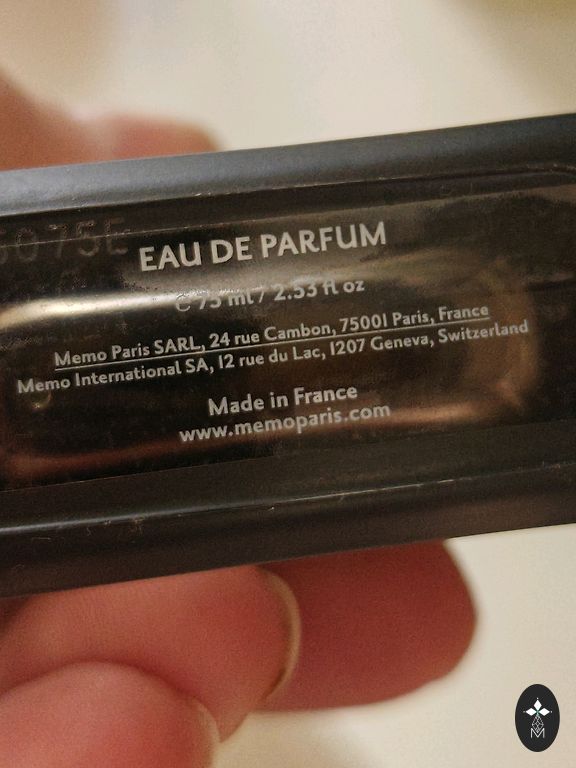 EAU DE PARFUM
℮ 75 ml / 2.53 fl oz
Memo Paris SARL, 24 rue Cambon, 75001 Paris, France
Memo International SA, 12 rue du Lac, 1207 Geneva, Switzerland
Made in France
www.memoparis.com